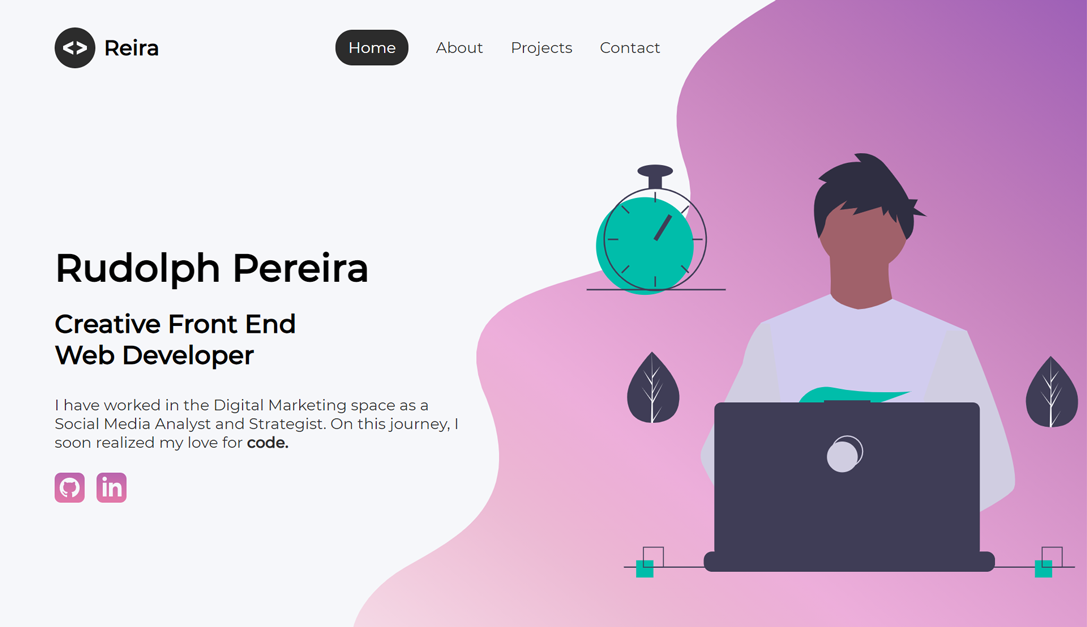 <> Reira
Home About Projects Contact
Rudolph Pereira
Creative Front End
Web Developer
I have worked in the Digital Marketing space as a
Social Media Analyst and Strategist. On this journey, I
soon realized my love for code.
in